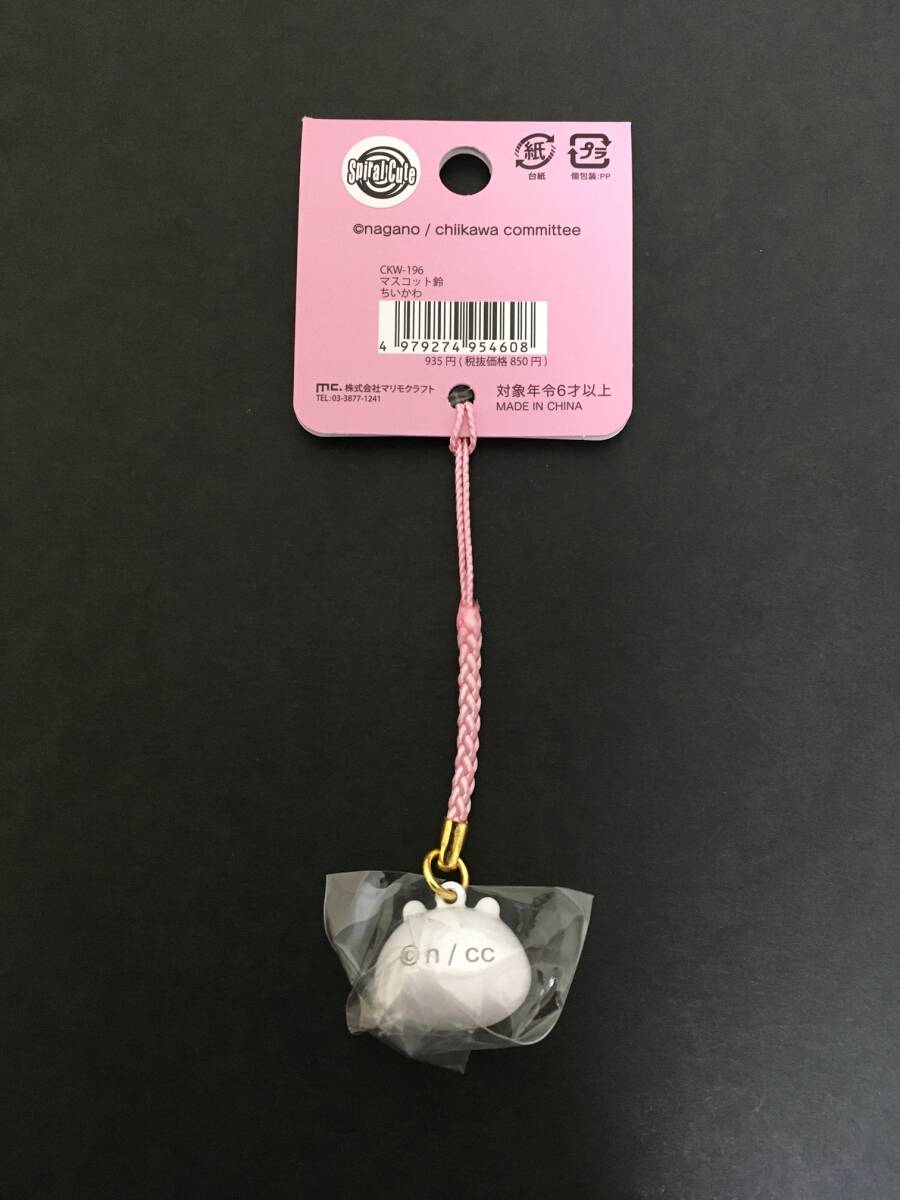 Spiral Cute
紙
台紙
プラ
個包装:PP
©nagano / chiikawa committee
CKW-196
マスコット鈴
ちいかわ
4 979274 954608
935円(税抜価格850円)
mc. 株式会社マリモクラフト
TEL:03-3877-1241
対象年令6才以上
MADE IN CHINA
©n / cc